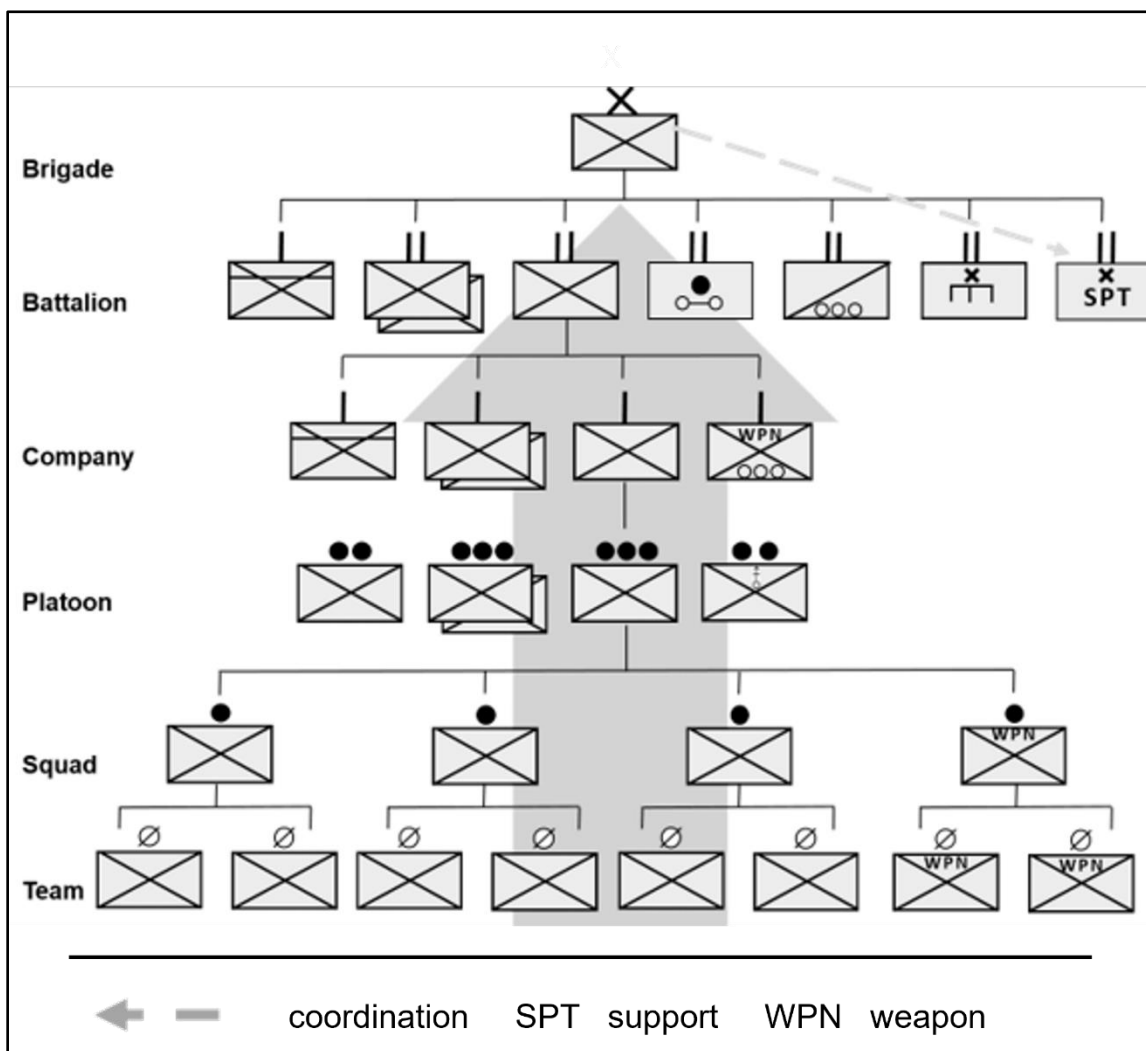 X
Brigade
Battalion
SPT
WPN
Company
Platoon
WPN
Squad
WPN WPN
Team
coordination SPT support WPN weapon